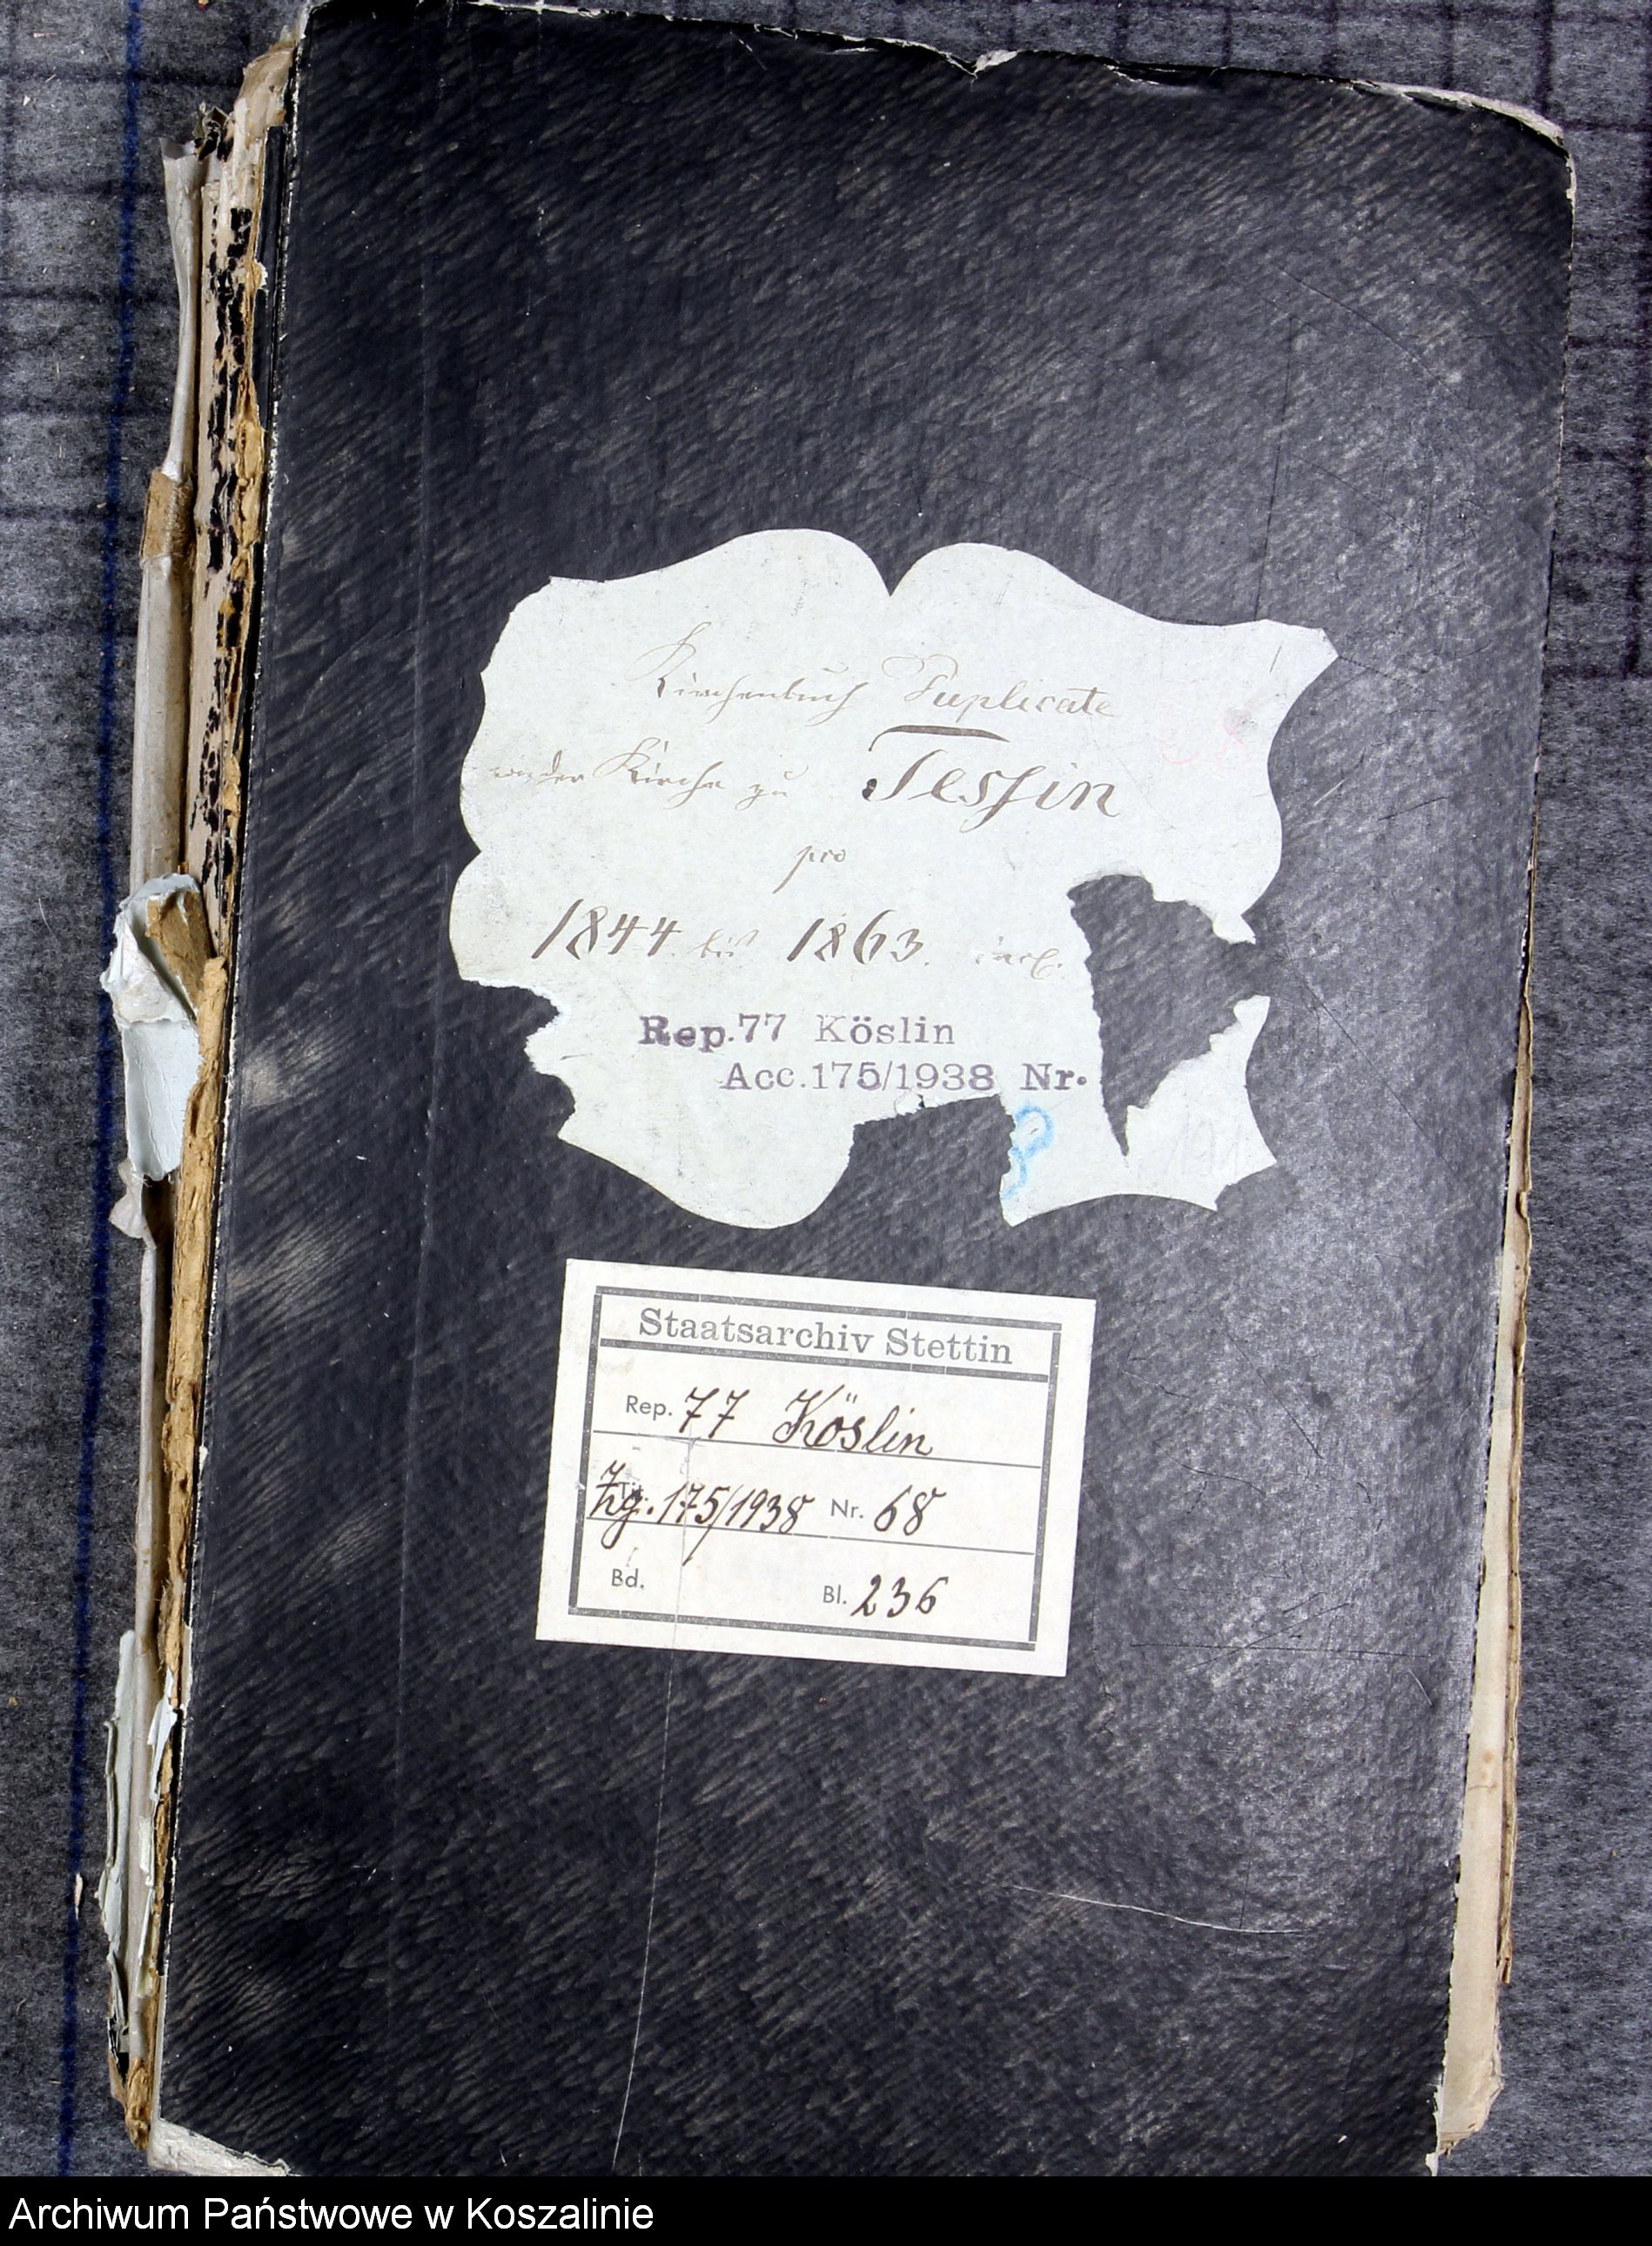 Kirchenbuch Duplicate
von der Kirche zu Tessin
pro
1844 bis 1863. incl.
Rep. 77 Köslin
Acc. 175/1938 Nr.
Staatsarchiv Stettin
Rep. 77 Köslin
Zg. 175/1938 Nr. 68
Bd. Bl. 236
Archiwum Państwowe w Koszalinie